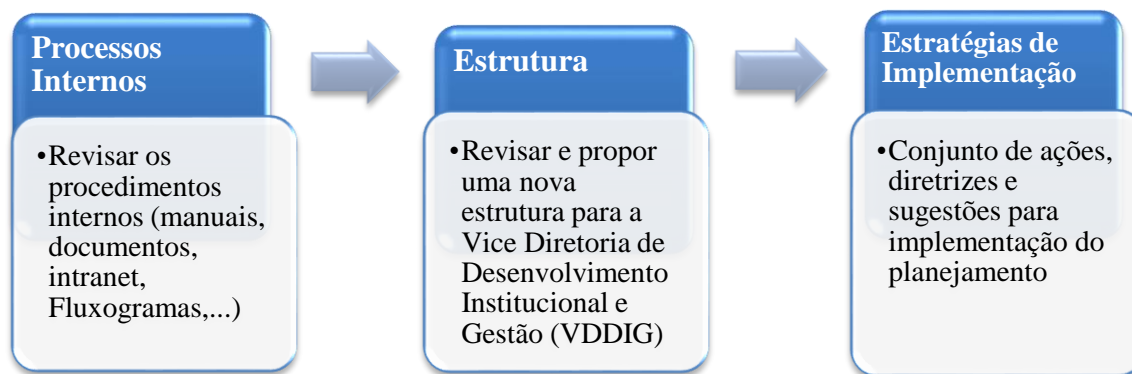 Processos
Internos
•Revisar os
procedimentos
internos (manuais,
documentos,
intranet,
Fluxogramas,...)
Estrutura
•Revisar e propor
uma nova
estrutura para a
Vice Diretoria de
Desenvolvimento
Institucional e
Gestão (VDDIG)
Estratégias de
Implementação
•Conjunto de ações,
diretrizes e
sugestões para
implementação do
planejamento